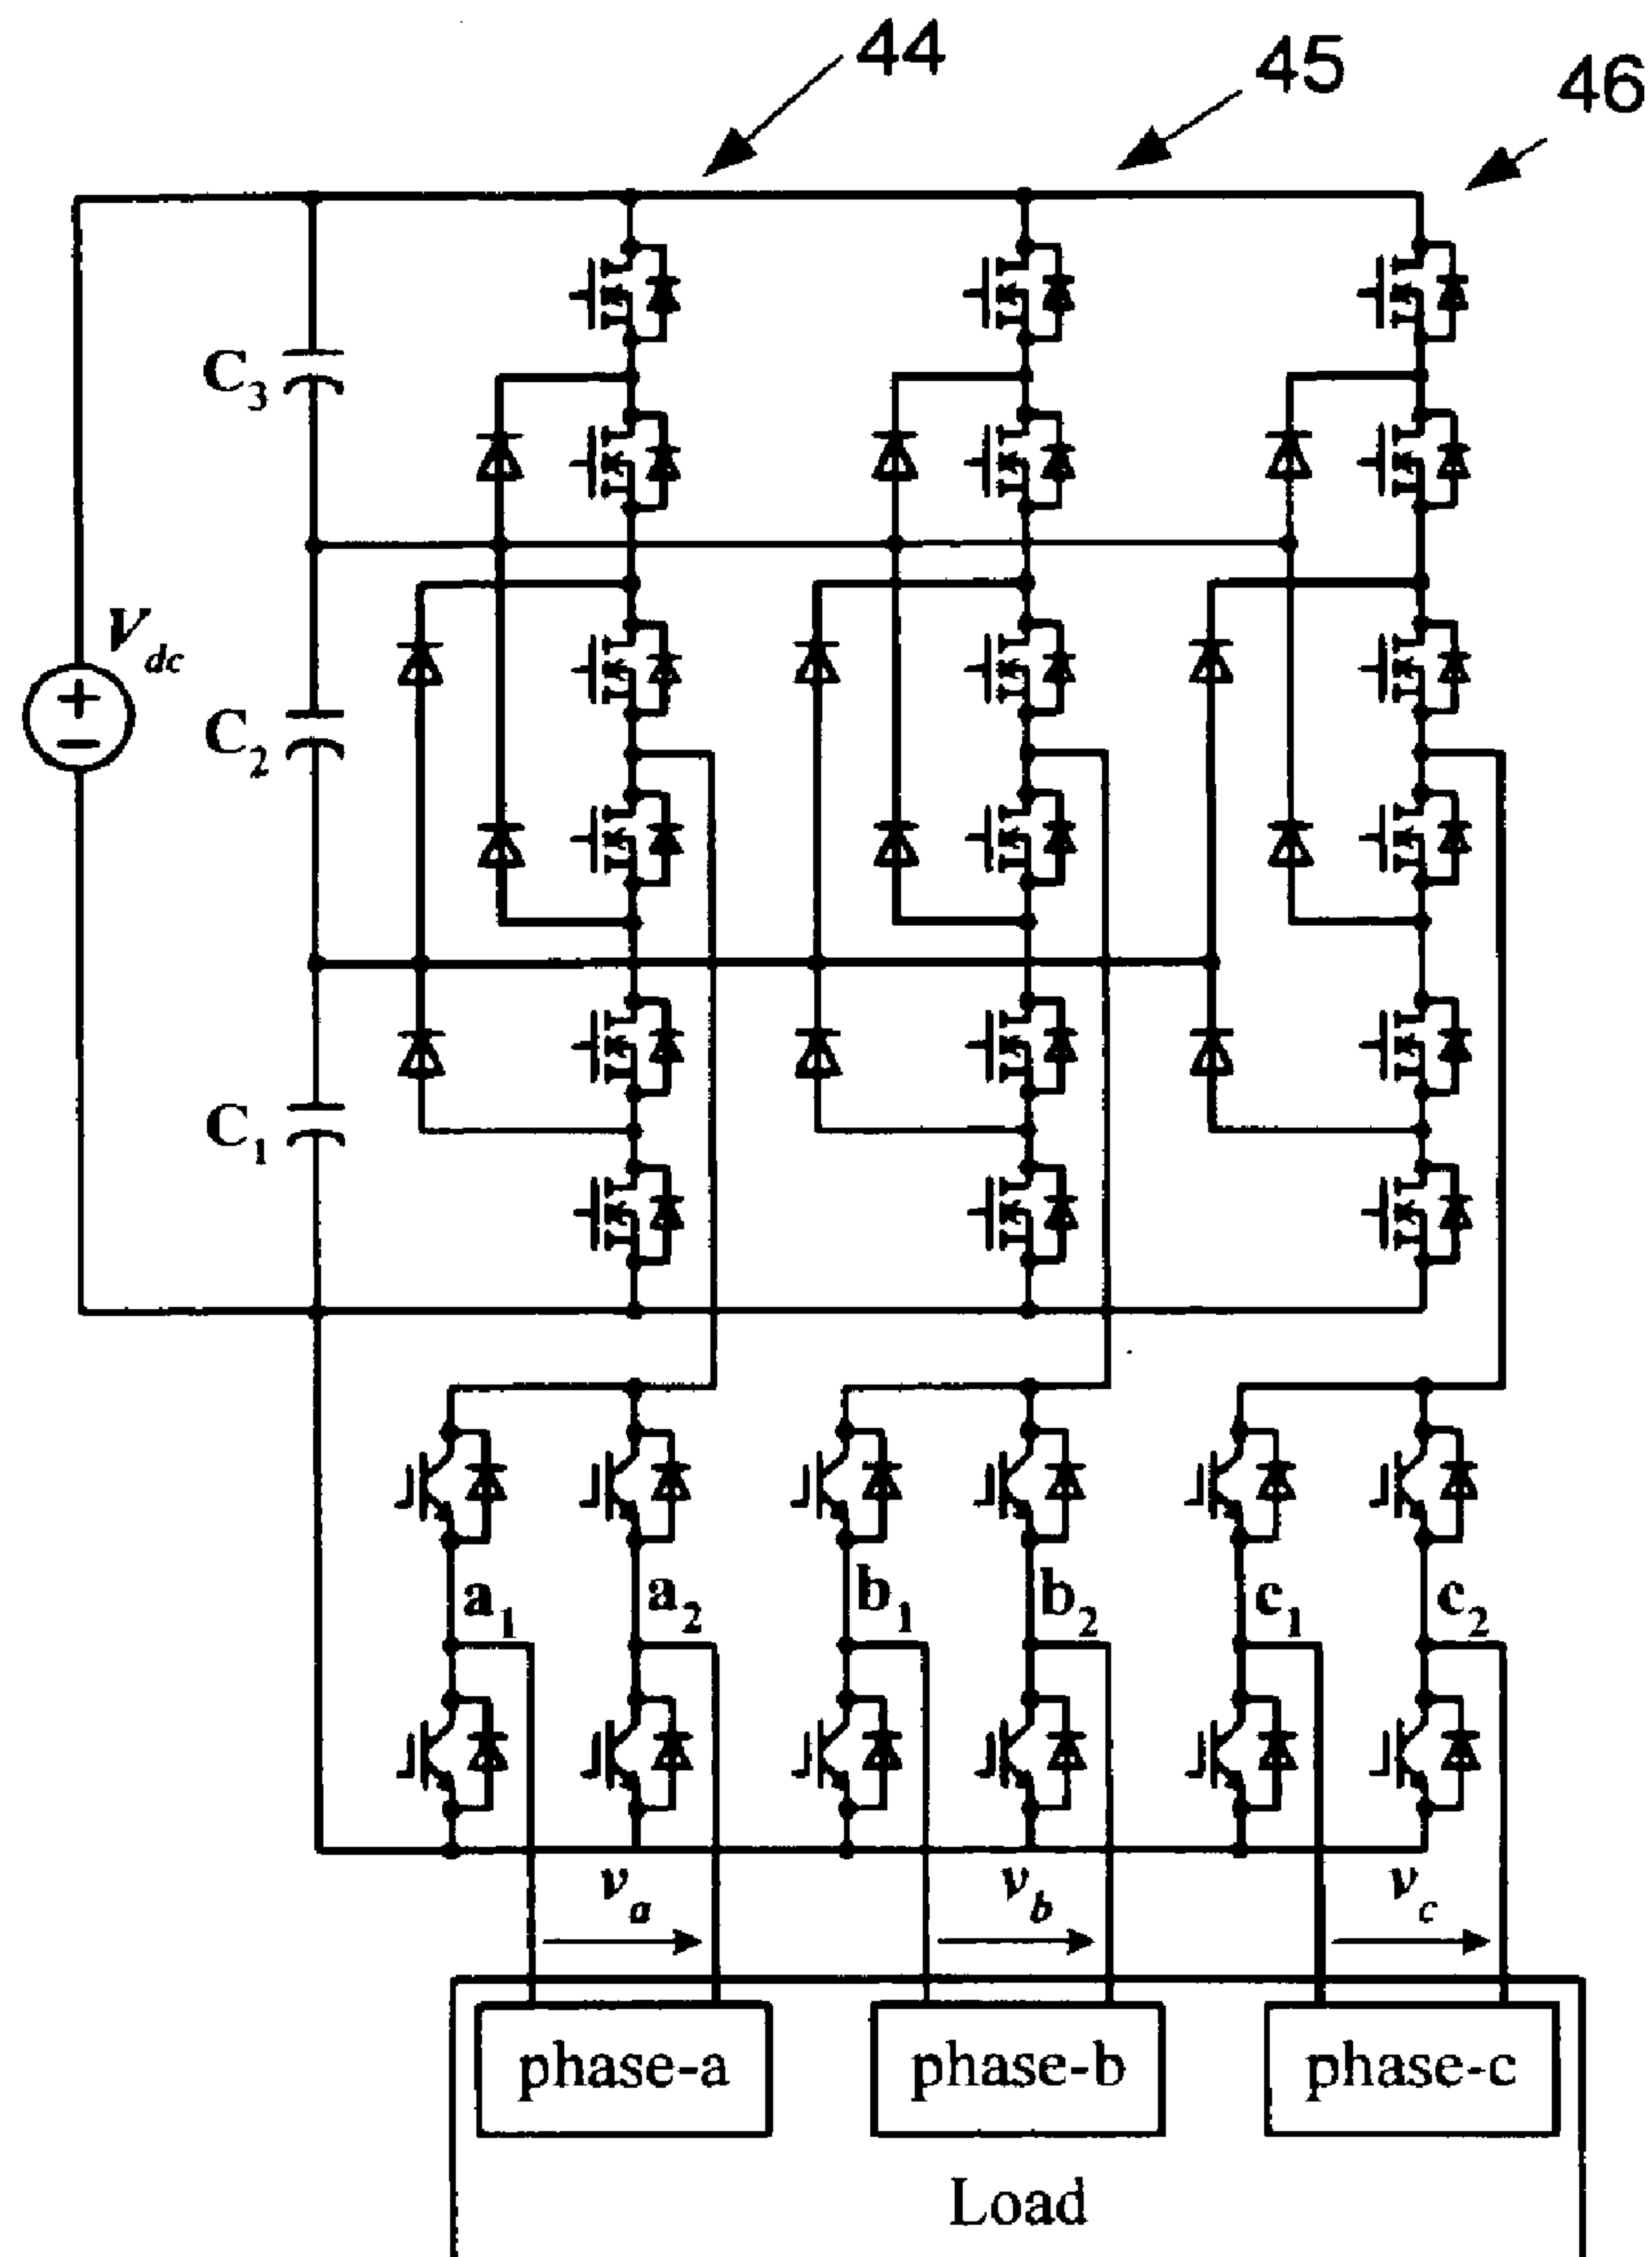 44
45
46
C3
Vdc
+
−
C2
C1
a1 a2 b1 b2 c1 c2
va vb vc
phase-a phase-b phase-c
Load